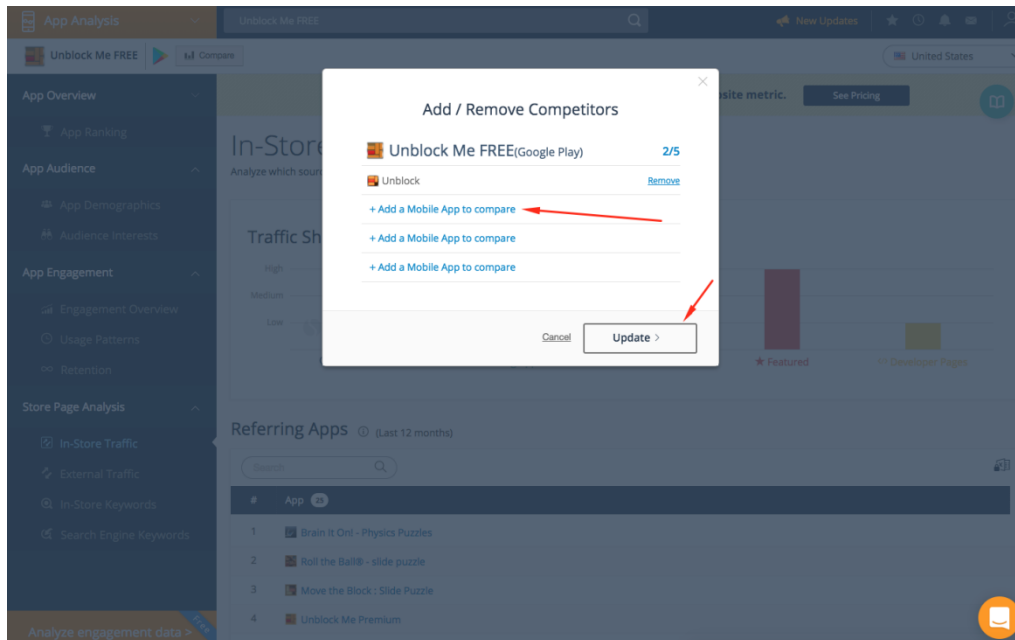 App Analysis
Unblock Me FREE
New Updates
Unblock Me FREE
Compare
United States
App Overview
App Ranking
App Audience
App Demographics
Audience Interests
App Engagement
Engagement Overview
Usage Patterns
Retention
Store Page Analysis
In-Store Traffic
External Traffic
In-Store Keywords
Search Engine Keywords
Analyze engagement data >
Free
site metric.
See Pricing
In-Store
Analyze which sour
Traffic Sh
High
Medium
Low
Featured
Developer Pages
Add / Remove Competitors
Unblock Me FREE(Google Play)
2/5
Unblock
Remove
+ Add a Mobile App to compare
+ Add a Mobile App to compare
+ Add a Mobile App to compare
Cancel
Update >
Referring Apps (Last 12 months)
Search
# App 25
1 Brain It On! - Physics Puzzles
2 Roll the Ball® - slide puzzle
3 Move the Block : Slide Puzzle
4 Unblock Me Premium